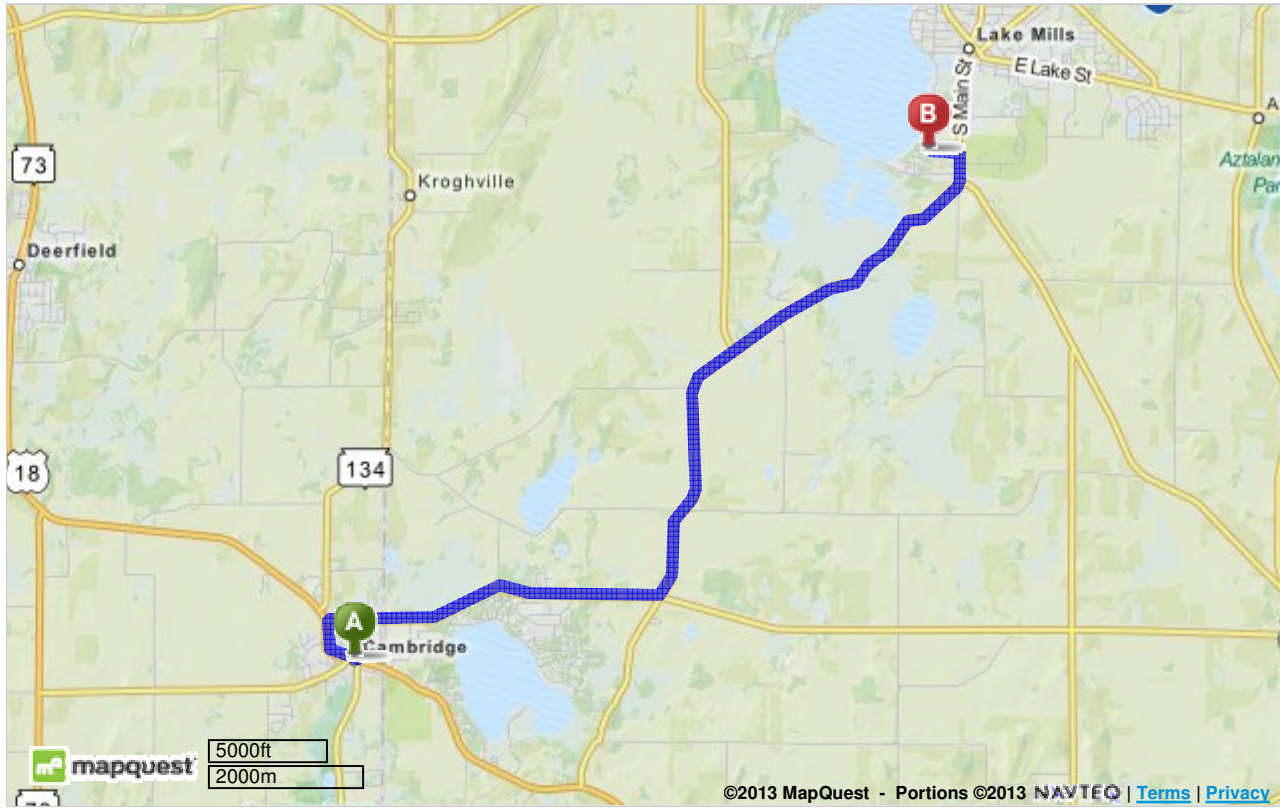 Lake Mills
E Lake St
S Main St
B
A
73
Aztalan
Par
Kroghville
Deerfield
18
134
A
Cambridge
mapquest
5000ft
2000m
©2013 MapQuest - Portions ©2013 NAVTEQ | Terms | Privacy